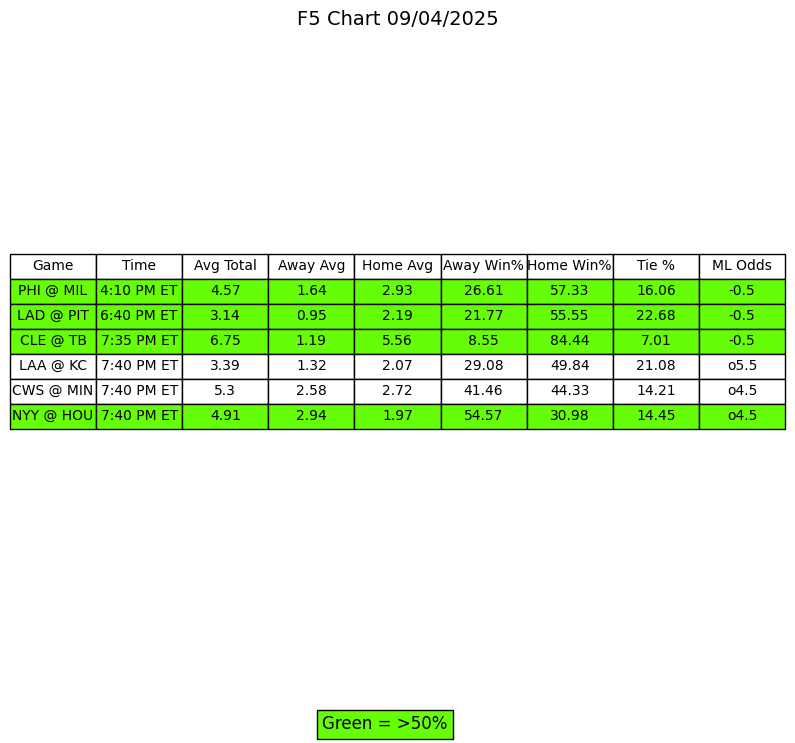 F5 Chart 09/04/2025
Game Time Avg Total Away Avg Home Avg Away Win% Home Win% Tie % ML Odds
PHI @ MIL 4:10 PM ET 4.57 1.64 2.93 26.61 57.33 16.06 -0.5
LAD @ PIT 6:40 PM ET 3.14 0.95 2.19 21.77 55.55 22.68 -0.5
CLE @ TB 7:35 PM ET 6.75 1.19 5.56 8.55 84.44 7.01 -0.5
LAA @ KC 7:40 PM ET 3.39 1.32 2.07 29.08 49.84 21.08 o5.5
CWS @ MIN 7:40 PM ET 5.3 2.58 2.72 41.46 44.33 14.21 o4.5
NYY @ HOU 7:40 PM ET 4.91 2.94 1.97 54.57 30.98 14.45 o4.5
Green = >50%